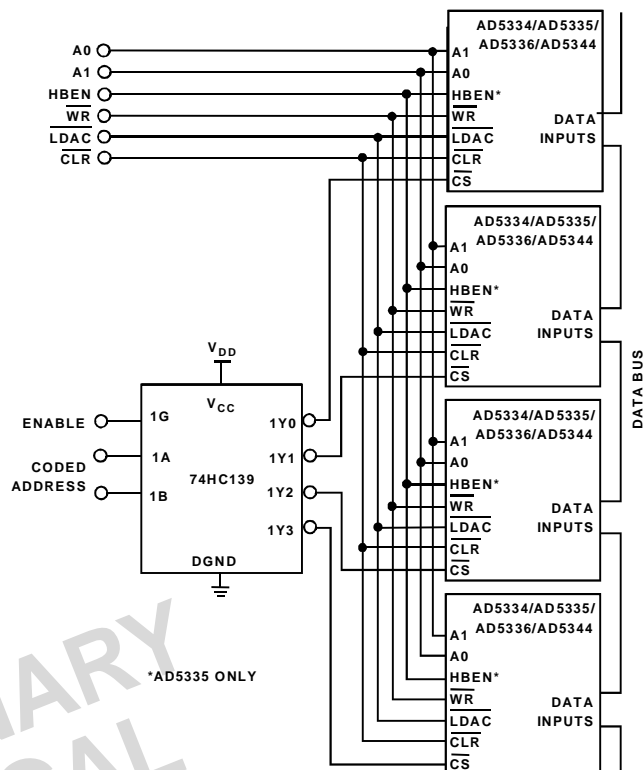 A0
A1
HBEN
WR
LDAC
CLR
AD5334/AD5335/
AD5336/AD5344
A1
A0
HBEN*
WR
LDAC
CLR
CS
DATA
INPUTS
AD5334/AD5335/
AD5336/AD5344
A1
A0
HBEN*
WR
LDAC
CLR
CS
DATA
INPUTS
DATA BUS
VDD
VCC
ENABLE
CODED
ADDRESS
1G
1A
1B
74HC139
1Y0
1Y1
1Y2
1Y3
DGND
AD5334/AD5335/
AD5336/AD5344
A1
A0
HBEN*
WR
LDAC
CLR
CS
DATA
INPUTS
AD5334/AD5335/
AD5336/AD5344
A1
A0
HBEN*
WR
LDAC
CLR
CS
DATA
INPUTS
*AD5335 ONLY